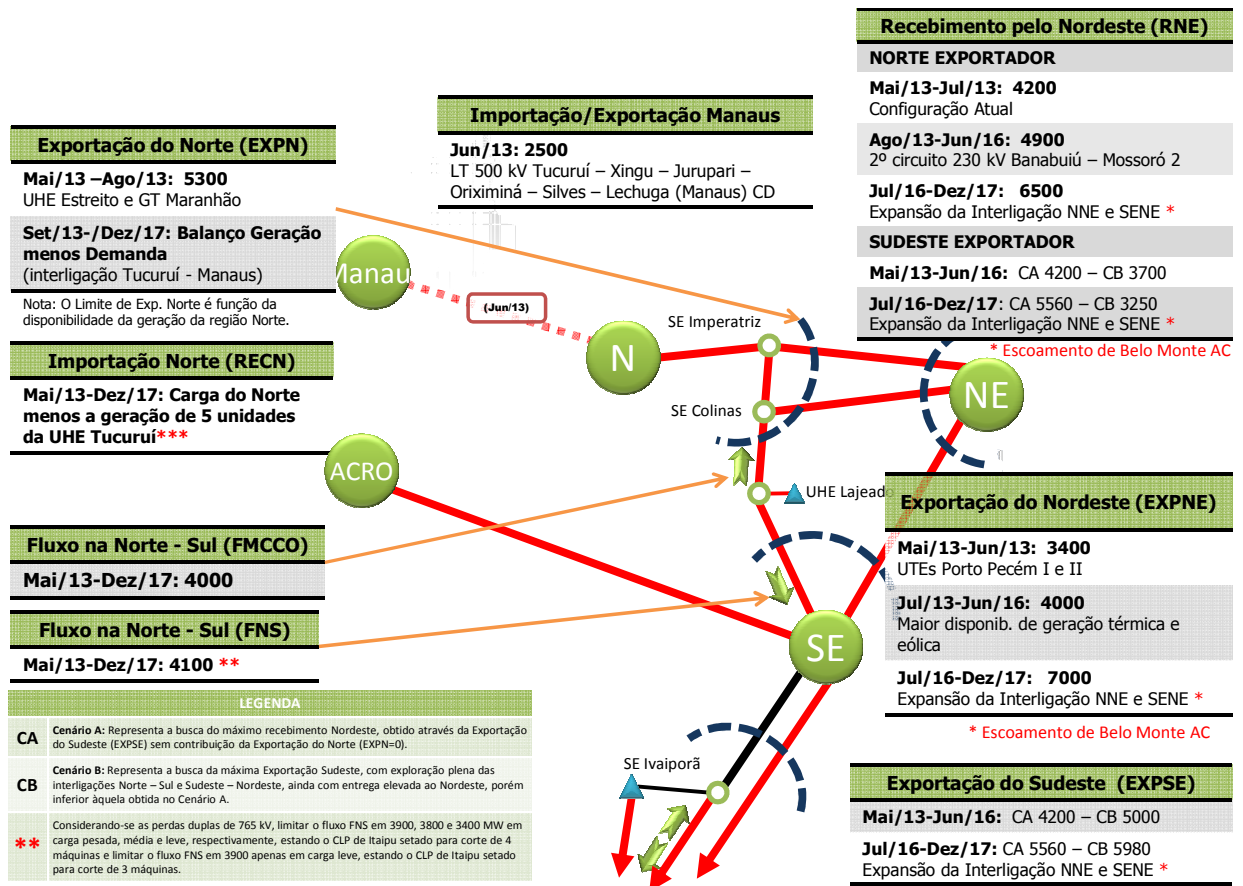 Recebimento pelo Nordeste (RNE)
NORTE EXPORTADOR
Mai/13-Jul/13: 4200
Configuração Atual
Ago/13-Jun/16: 4900
2º circuito 230 kV Banabuiú – Mossoró 2
Jul/16-Dez/17: 6500
Expansão da Interligação NNE e SENE *
SUDESTE EXPORTADOR
Mai/13-Jun/16: CA 4200 – CB 3700
Jul/16-Dez/17: CA 5560 – CB 3250
Expansão da Interligação NNE e SENE *
* Escoamento de Belo Monte AC
Importação/Exportação Manaus
Jun/13: 2500
LT 500 kV Tucuruí – Xingu – Jurupari –
Oriximiná – Silves – Lechuga (Manaus) CD
Exportação do Norte (EXPN)
Mai/13 –Ago/13: 5300
UHE Estreito e GT Maranhão
Set/13-/Dez/17: Balanço Geração
menos Demanda
(interligação Tucuruí - Manaus)
Nota: O Limite de Exp. Norte é função da
disponibilidade da geração da região Norte.
Importação Norte (RECN)
Mai/13-Dez/17: Carga do Norte
menos a geração de 5 unidades
da UHE Tucuruí***
Manau
(Jun/13)
N
SE Imperatriz
SE Colinas
NE
ACRO
UHE Lajeado
SE
SE Ivaiporã
Fluxo na Norte - Sul (FMCCO)
Mai/13-Dez/17: 4000
Fluxo na Norte - Sul (FNS)
Mai/13-Dez/17: 4100 **
Exportação do Nordeste (EXPNE)
Mai/13-Jun/13: 3400
UTEs Porto Pecém I e II
Jul/13-Jun/16: 4000
Maior disponib. de geração térmica e
eólica
Jul/16-Dez/17: 7000
Expansão da Interligação NNE e SENE *
* Escoamento de Belo Monte AC
Exportação do Sudeste (EXPSE)
Mai/13-Jun/16: CA 4200 – CB 5000
Jul/16-Dez/17: CA 5560 – CB 5980
Expansão da Interligação NNE e SENE *
LEGENDA
CA
Cenário A: Representa a busca do máximo recebimento Nordeste, obtido através da Exportação
do Sudeste (EXPSE) sem contribuição da Exportação do Norte (EXPN=0).
CB
Cenário B: Representa a busca da máxima Exportação Sudeste, com exploração plena das
interligações Norte – Sul e Sudeste – Nordeste, ainda com entrega elevada ao Nordeste, porém
inferior àquela obtida no Cenário A.
**
Considerando-se as perdas duplas de 765 kV, limitar o fluxo FNS em 3900, 3800 e 3400 MW em
carga pesada, média e leve, respectivamente, estando o CLP de Itaipu setado para corte de 4
máquinas e limitar o fluxo FNS em 3900 apenas em carga leve, estando o CLP de Itaipu setado
para corte de 3 máquinas.